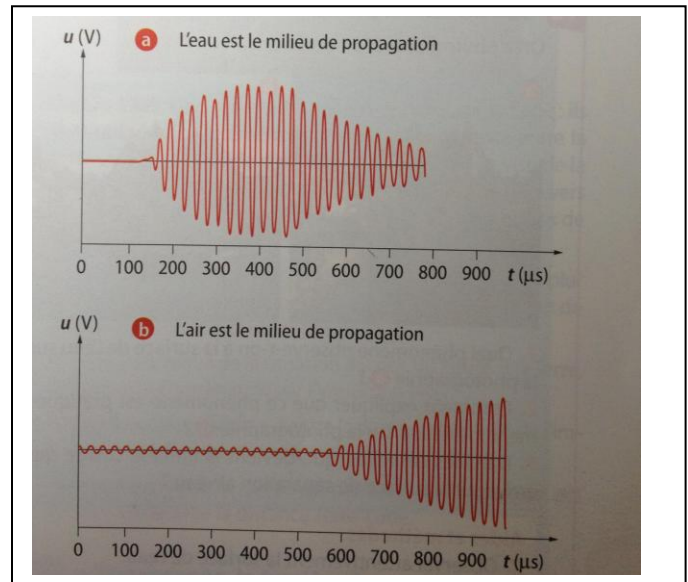 u (V) a L'eau est le milieu de propagation
0 100 200 300 400 500 600 700 800 900 t (μs)
u (V) b L'air est le milieu de propagation
0 100 200 300 400 500 600 700 800 900 t (μs)